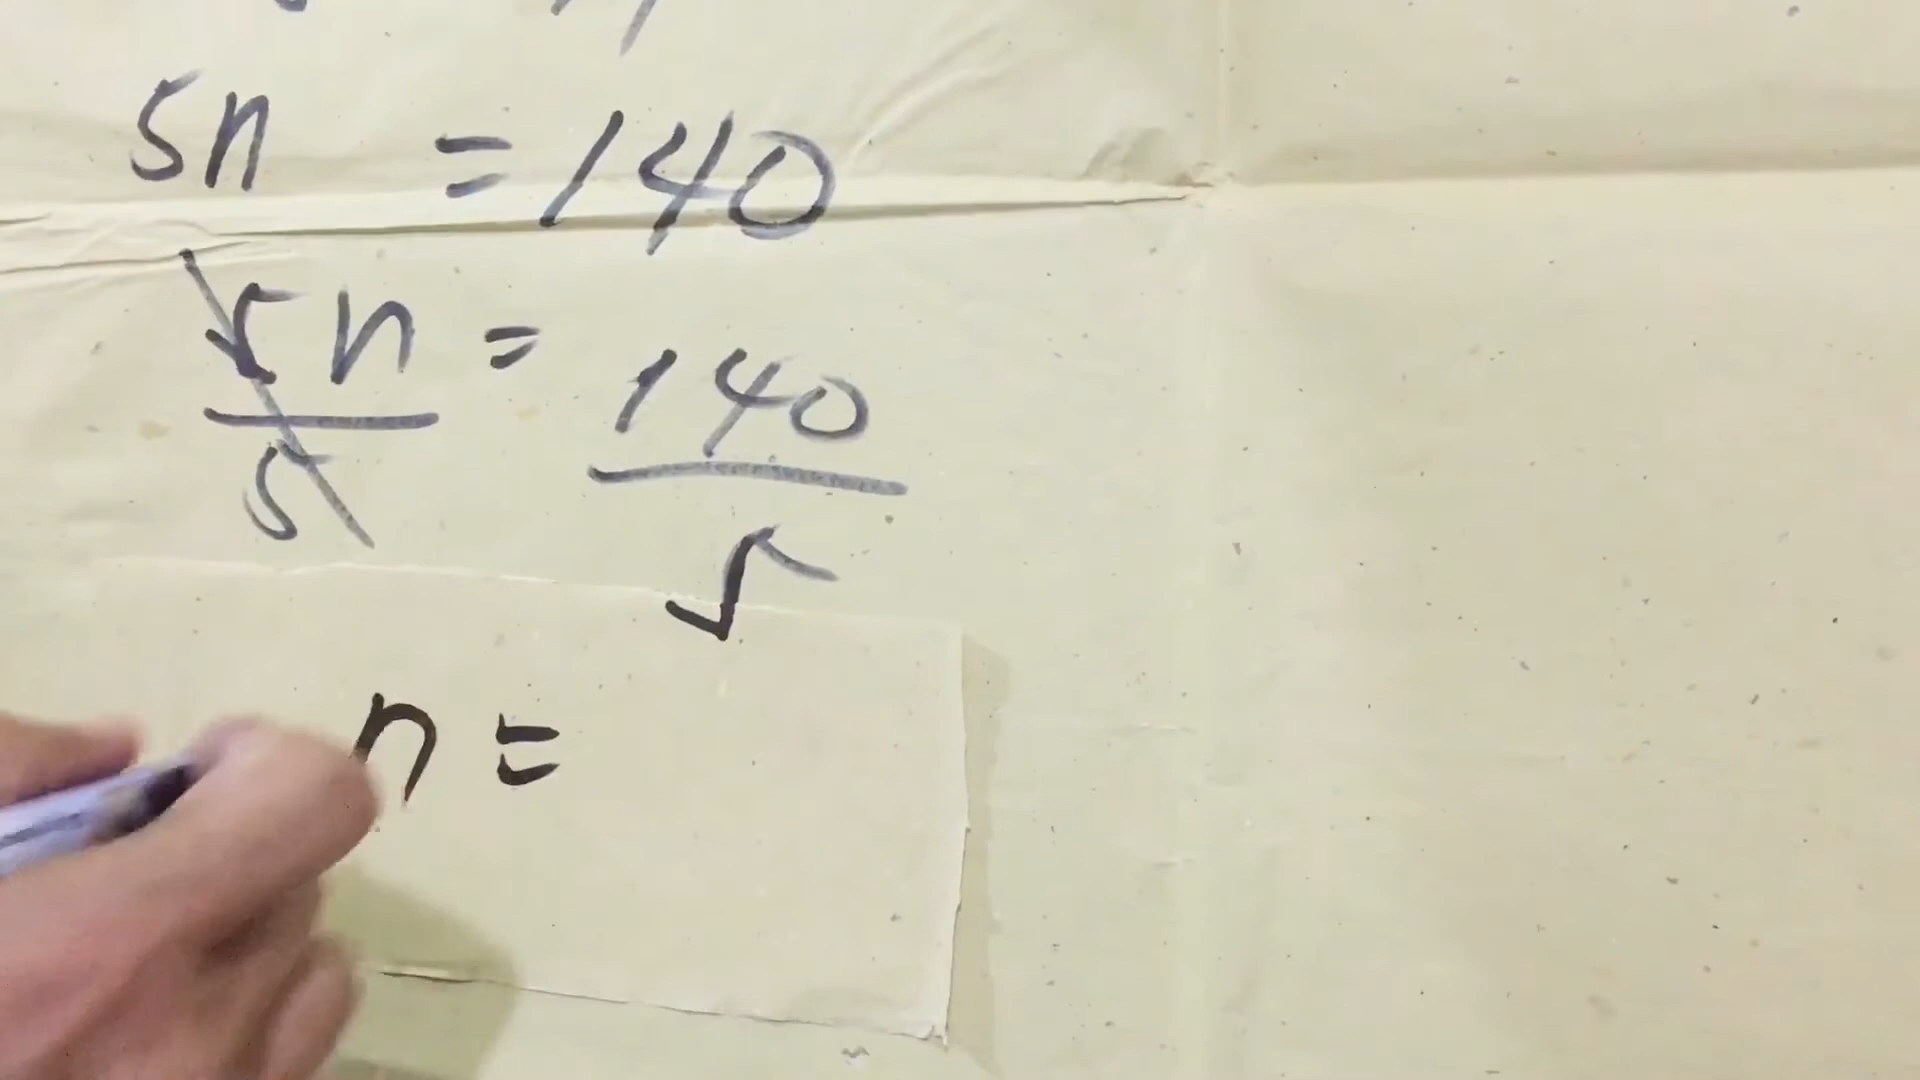 5n = 140
5n = 140
5 5
n =